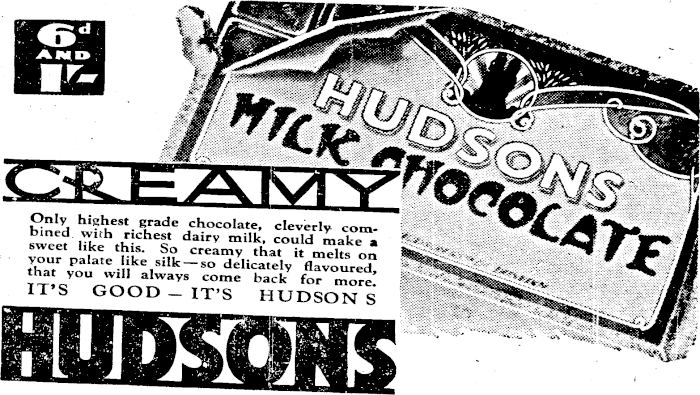 6d
AND
1/-
HUDSONS
MILK CHOCOLATE
CREAMY
Only highest grade chocolate, cleverly com-
bined with richest dairy milk, could make a
sweet like this. So creamy that it melts on
your palate like silk—so delicately flavoured,
that you will always come back for more.
IT'S GOOD — IT'S HUDSONS
HUDSONS